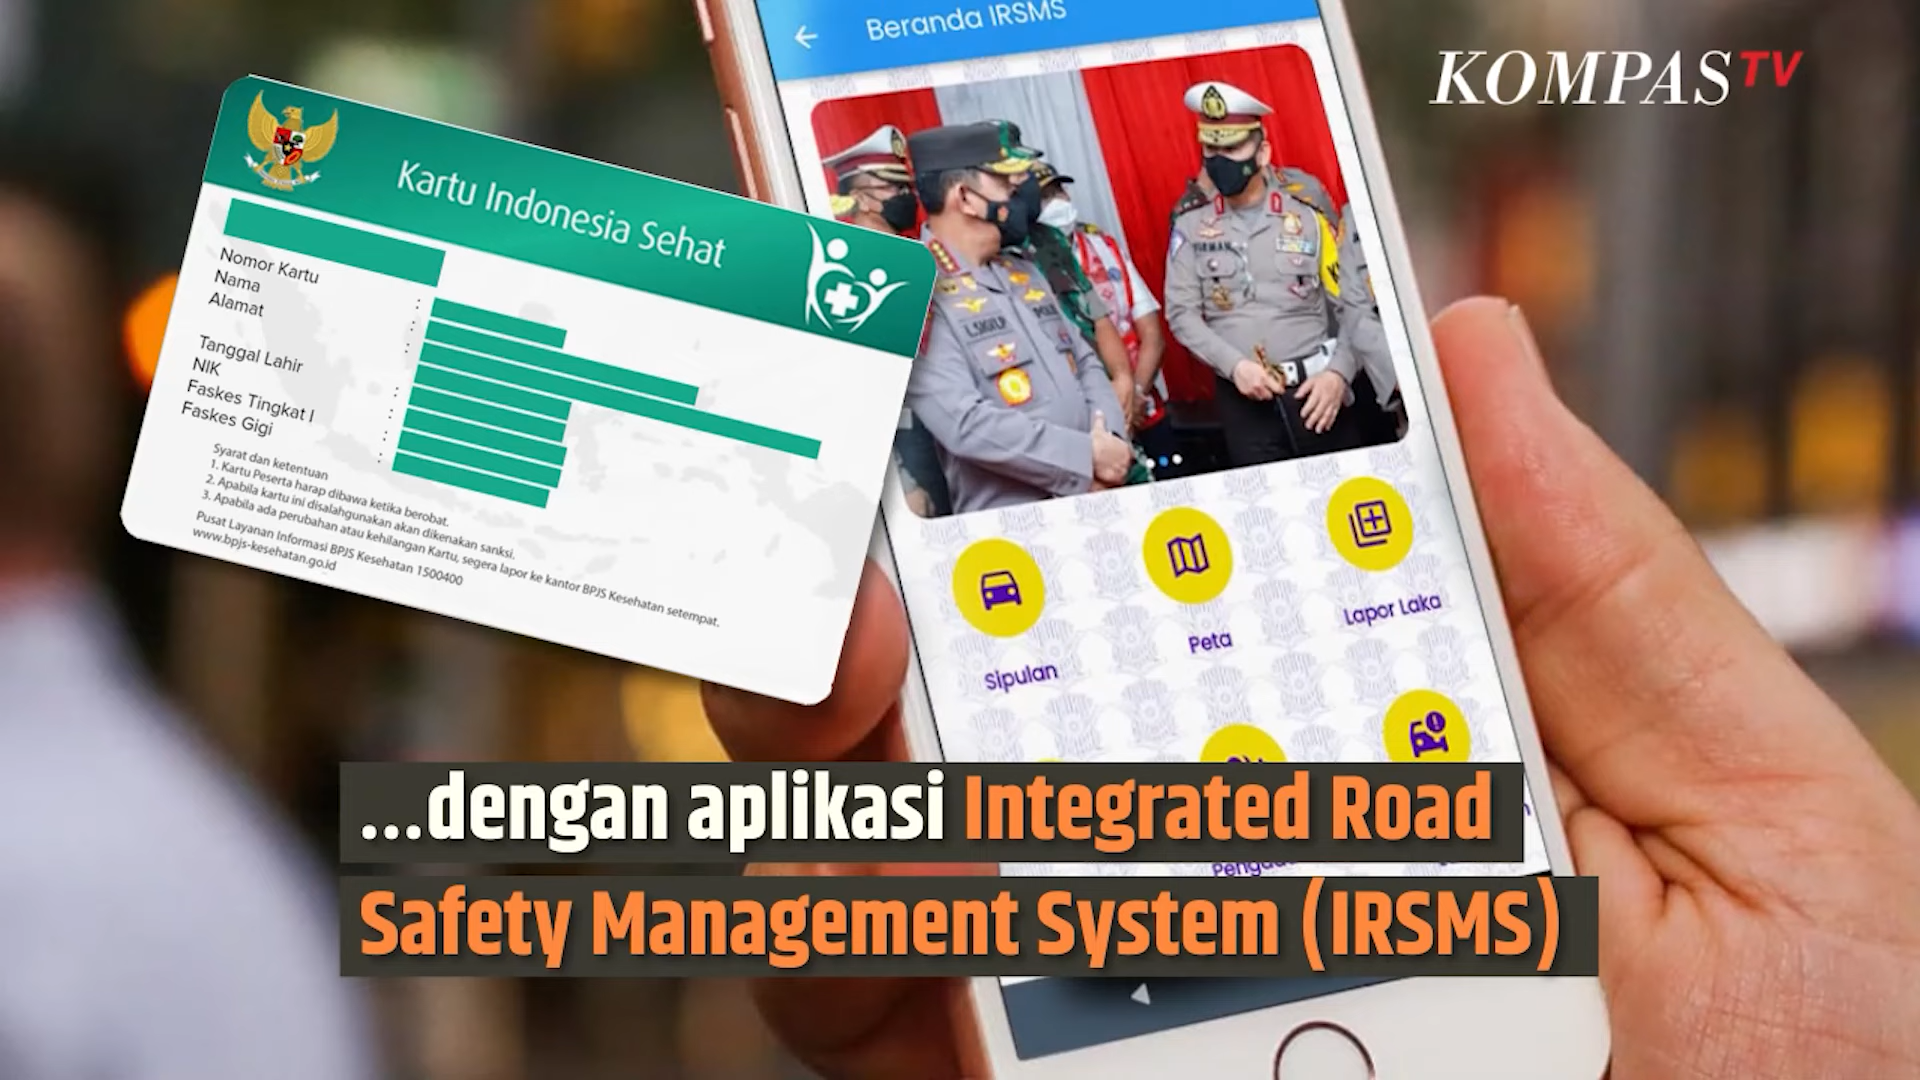 Beranda IRSMS
KOMPAS TV
Kartu Indonesia Sehat
Nomor Kartu :
Nama :
Alamat :
Tanggal Lahir :
NIK :
Faskes Tingkat I :
Faskes Gigi :
Syarat dan ketentuan
1. Kartu Peserta harap dibawa ketika berobat.
2. Apabila kartu ini disalahgunakan akan dikenakan sanksi.
3. Apabila ada perubahan atau kehilangan Kartu, segera lapor ke kantor BPJS Kesehatan setempat.
Pusat Layanan Informasi BPJS Kesehatan 1500400
www.bpjs-kesehatan.go.id
L.SIGIT.P
Sipulan
Peta
Lapor Laka
...dengan aplikasi Integrated Road
Safety Management System (IRSMS)